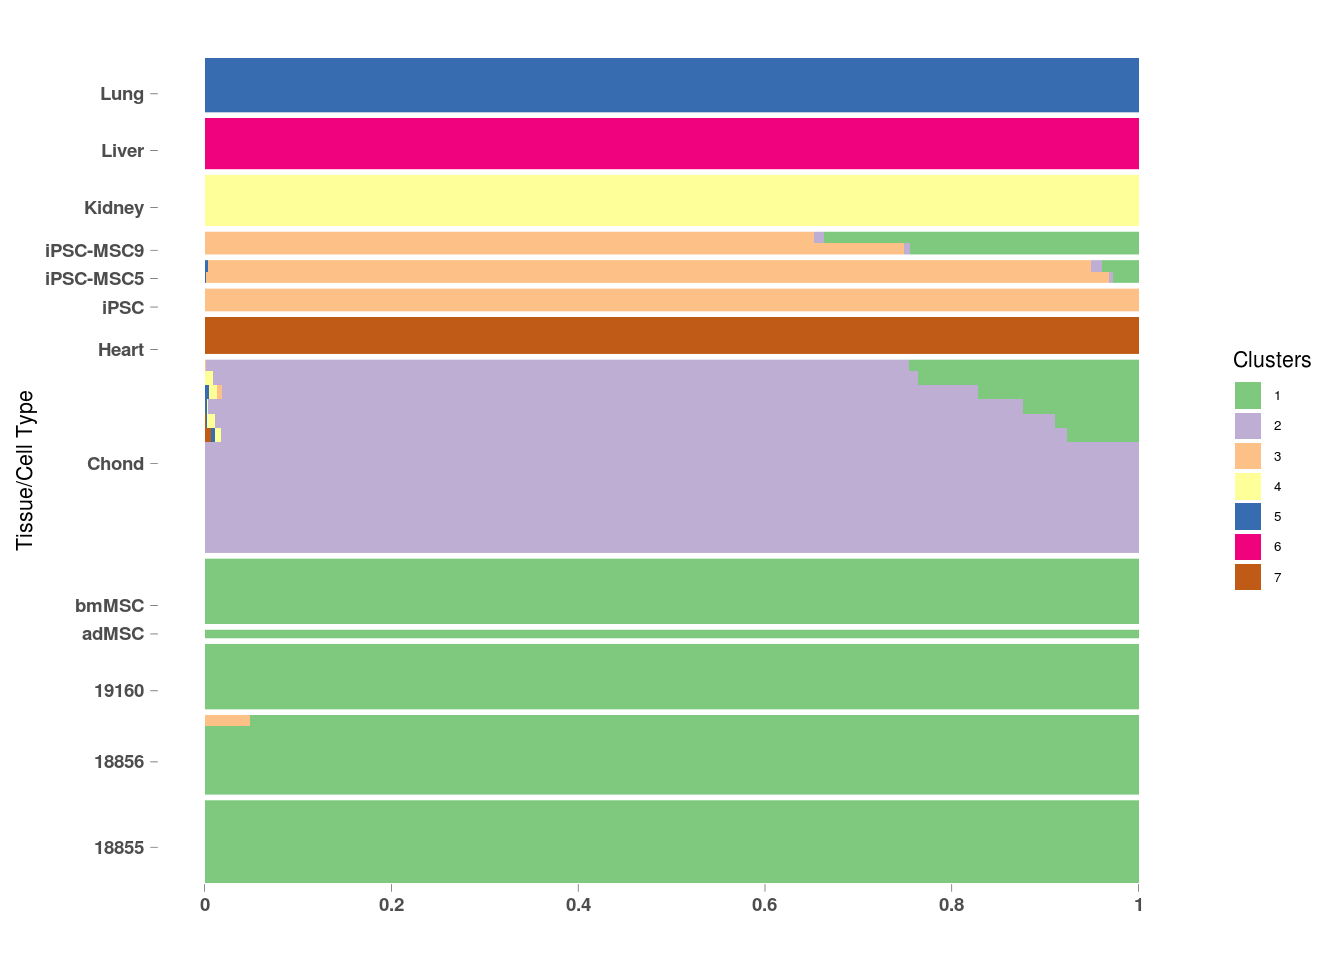 Tissue/Cell Type
Lung
Liver
Kidney
iPSC-MSC9
iPSC-MSC5
iPSC
Heart
Chond
bmMSC
adMSC
19160
18856
18855
0 0.2 0.4 0.6 0.8 1
Clusters
1
2
3
4
5
6
7